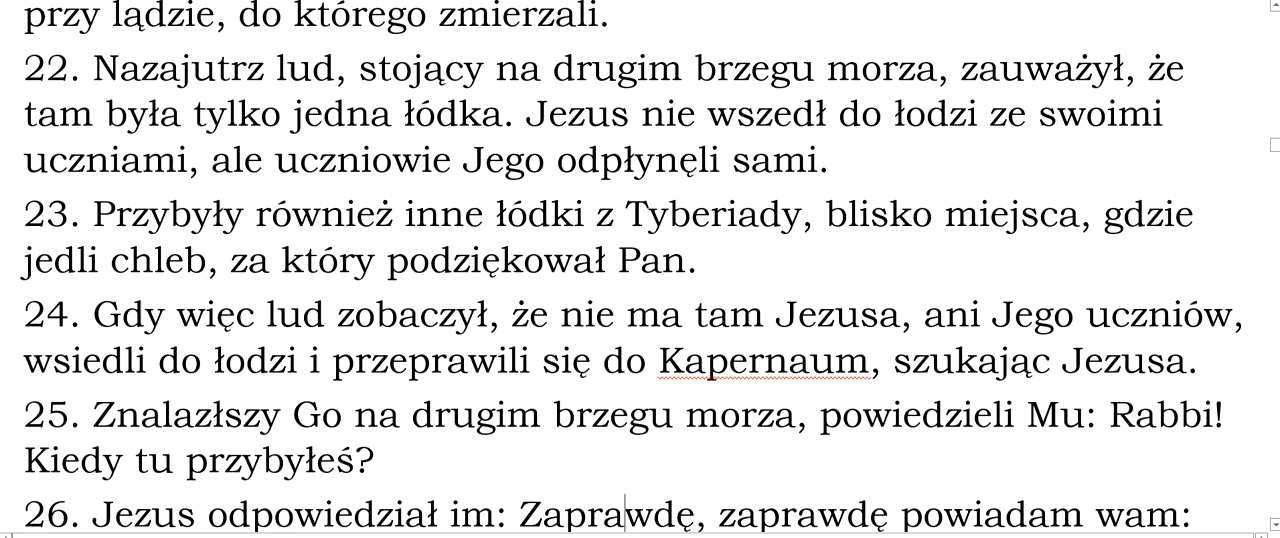 przy lądzie, do którego zmierzali.
22. Nazajutrz lud, stojący na drugim brzegu morza, zauważył, że
tam była tylko jedna łódka. Jezus nie wszedł do łodzi ze swoimi
uczniami, ale uczniowie Jego odpłynęli sami.
23. Przybyły również inne łódki z Tyberiady, blisko miejsca, gdzie
jedli chleb, za który podziękował Pan.
24. Gdy więc lud zobaczył, że nie ma tam Jezusa, ani Jego uczniów,
wsiedli do łodzi i przeprawili się do Kapernaum, szukając Jezusa.
25. Znalazłszy Go na drugim brzegu morza, powiedzieli Mu: Rabbi!
Kiedy tu przybyłeś?
26. Jezus odpowiedział im: Zaprawdę, zaprawdę powiadam wam: